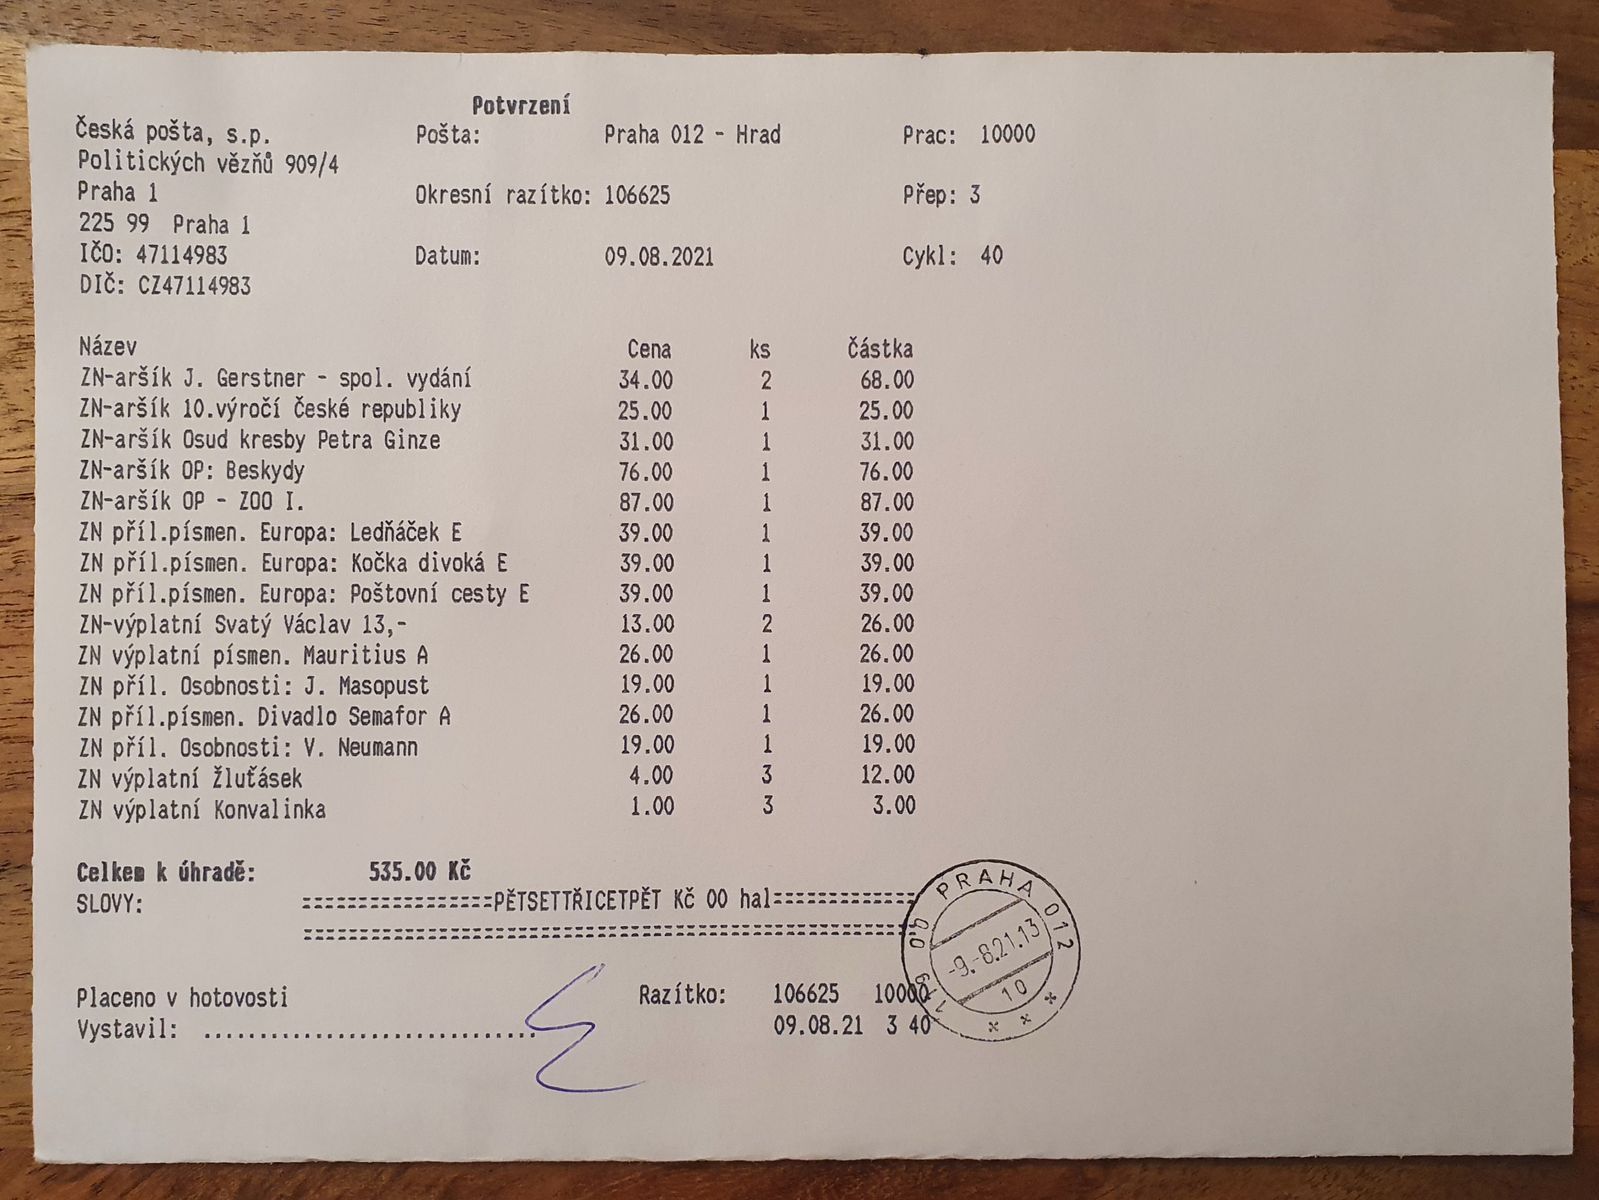 Potvrzení
Česká pošta, s.p. Pošta: Praha 012 - Hrad Prac: 10000
Politických vězňů 909/4
Praha 1 Okresní razítko: 106625 Přep: 3
225 99 Praha 1
IČO: 47114983 Datum: 09.08.2021 Cykl: 40
DIČ: CZ47114983
Název Cena ks částka
ZN-aršík J. Gerstner - spol. vydání 34.00 2 68.00
ZN-aršík 10.výročí české republiky 25.00 1 25.00
ZN-aršík Osud kresby Petra Ginze 31.00 1 31.00
ZN-aršík OP: Beskydy 76.00 1 76.00
ZN-aršík OP - ZOO I. 87.00 1 87.00
ZN příl.písmen. Europa: Ledňáček E 39.00 1 39.00
ZN příl.písmen. Europa: Kočka divoká E 39.00 1 39.00
ZN příl.písmen. Europa: Poštovní cesty E 39.00 1 39.00
ZN-výplatní Svatý Václav 13,- 13.00 2 26.00
ZN výplatní písmen. Mauritius A 26.00 1 26.00
ZN příl. Osobnosti: J. Masopust 19.00 1 19.00
ZN příl.písmen. Divadlo Semafor A 26.00 1 26.00
ZN příl. Osobnosti: V. Neumann 19.00 1 19.00
ZN výplatní Žluťásek 4.00 3 12.00
ZN výplatní Konvalinka 1.00 3 3.00
Celkem k úhradě: 535.00 Kč
SLOVY: =================PĚTSETTŘICETPĚT Kč 00 hal=============
119 00 PRAHA 012
-9.-8.21.13
10
Placeno v hotovosti Razítko: 106625 10000
Vystavil: .............................. 09.08.21 3 40